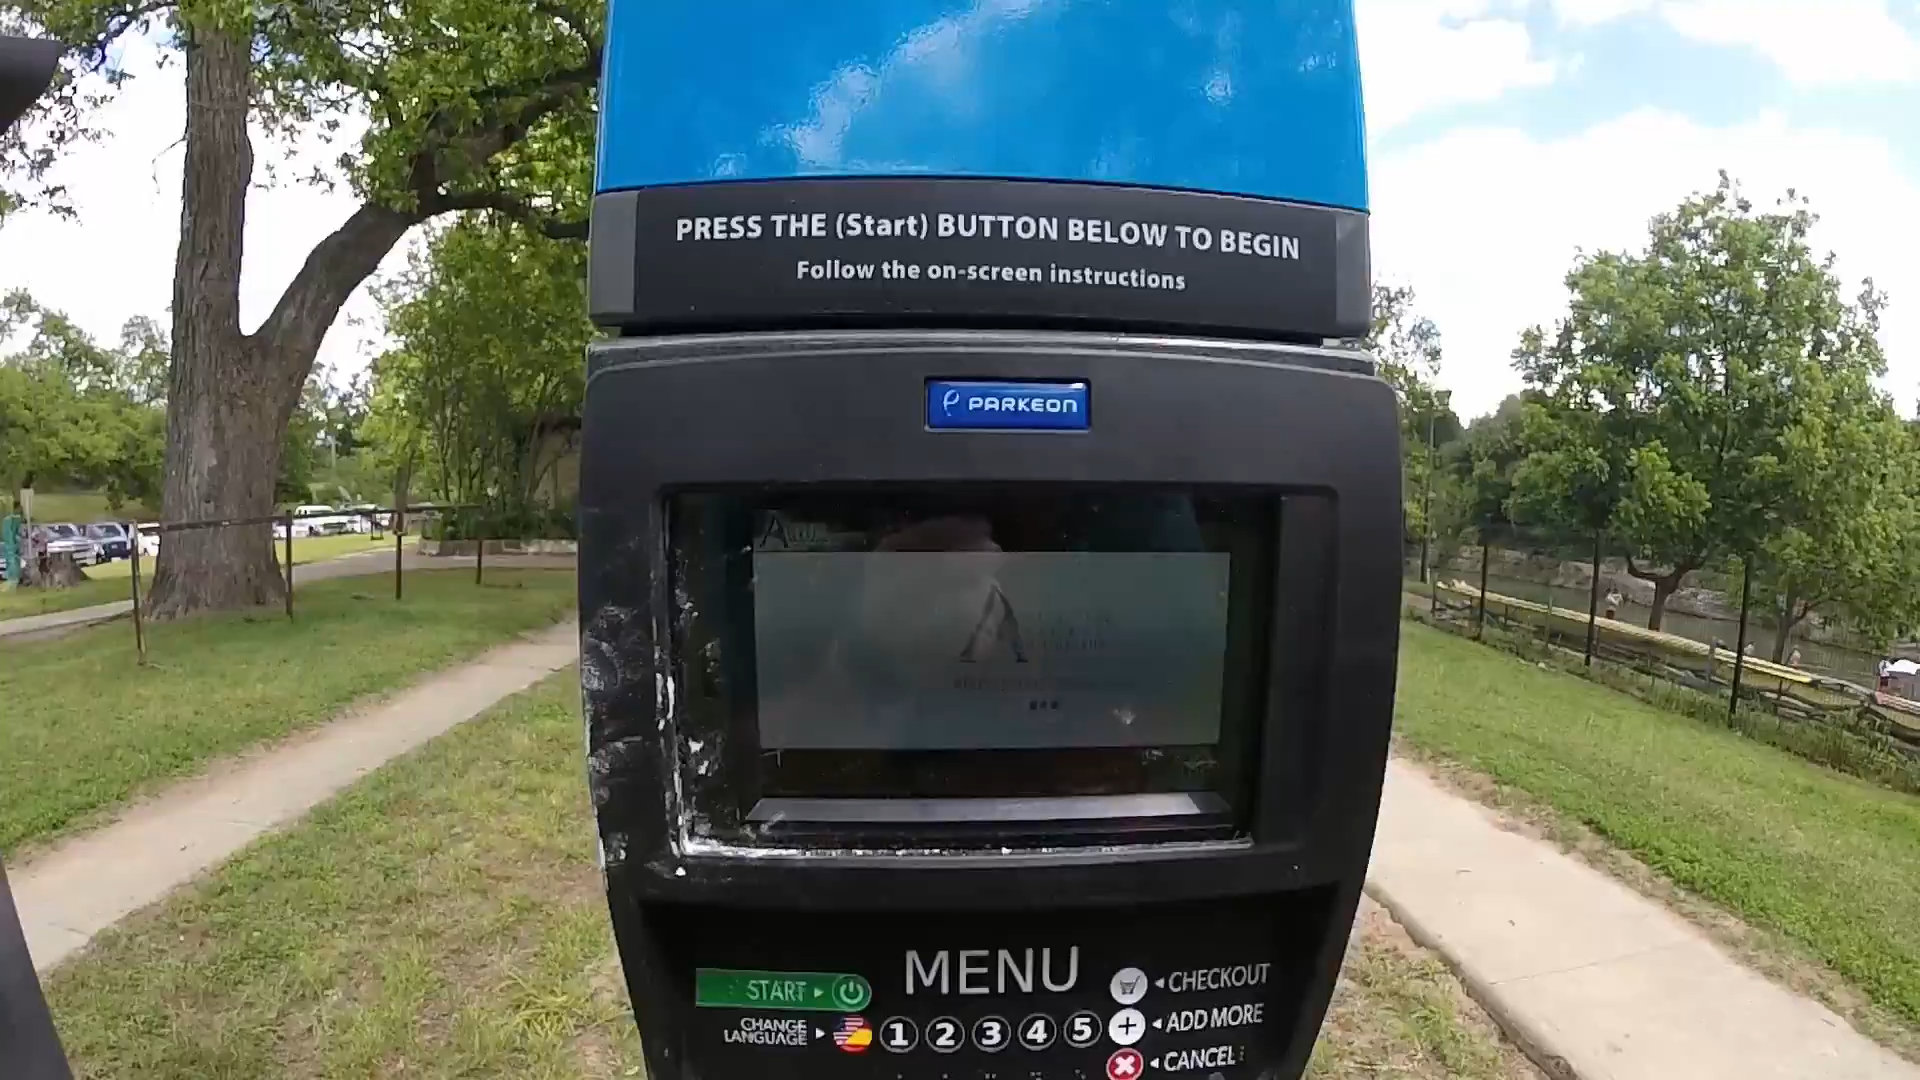 PRESS THE (Start) BUTTON BELOW TO BEGIN
Follow the on-screen instructions
PARKEON
MENU
START
CHECKOUT
CHANGE
LANGUAGE
1 2 3 4 5
+
ADD MORE
CANCEL